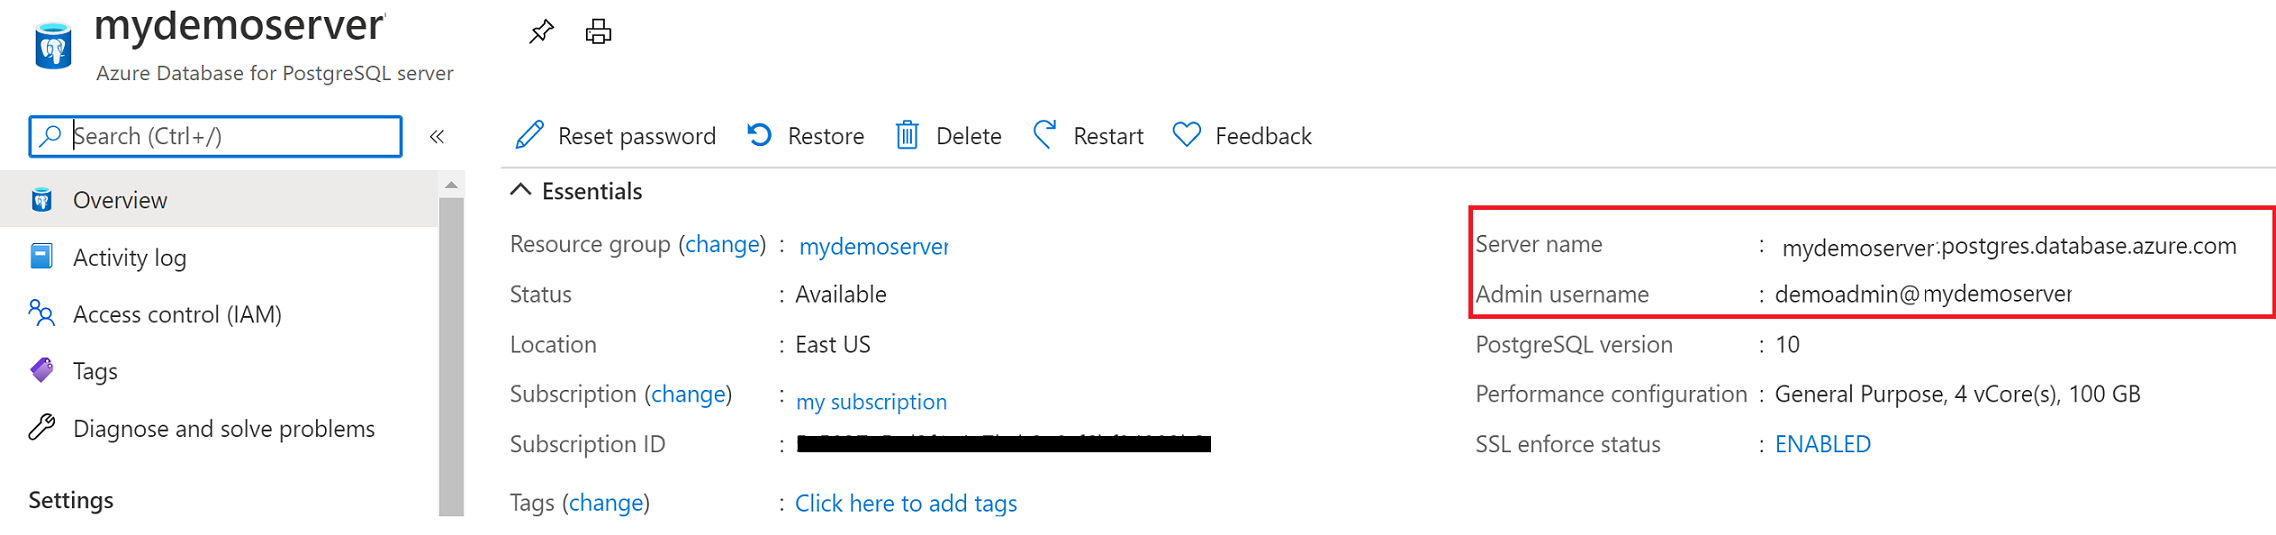 mydemoserver
Azure Database for PostgreSQL server
Search (Ctrl+/)
«
Reset password Restore Delete Restart Feedback
Overview
Activity log
Access control (IAM)
Tags
Diagnose and solve problems
Settings
Essentials
Resource group (change) : mydemoserver
Status : Available
Location : East US
Subscription (change) : my subscription
Subscription ID :
Tags (change) : Click here to add tags
Server name : mydemoserver.postgres.database.azure.com
Admin username : demoadmin@mydemoserver
PostgreSQL version : 10
Performance configuration : General Purpose, 4 vCore(s), 100 GB
SSL enforce status : ENABLED